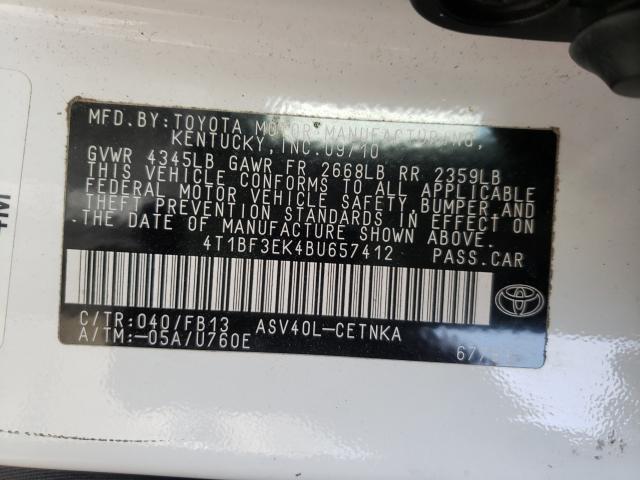 MFD.BY:TOYOTA MOTOR MANUFACTURING,
KENTUCKY, INC. 09/10
GVWR 4345LB GAWR FR 2668LB RR 2359LB
THIS VEHICLE CONFORMS TO ALL APPLICABLE
FEDERAL MOTOR VEHICLE SAFETY, BUMPER, AND
THEFT PREVENTION STANDARDS IN EFFECT ON
THE DATE OF MANUFACTURE SHOWN ABOVE.
4T1BF3EK4BU657412 PASS.CAR
C/TR:040/FB13 ASV40L-CETNKA
A/TM:-05A/U760E